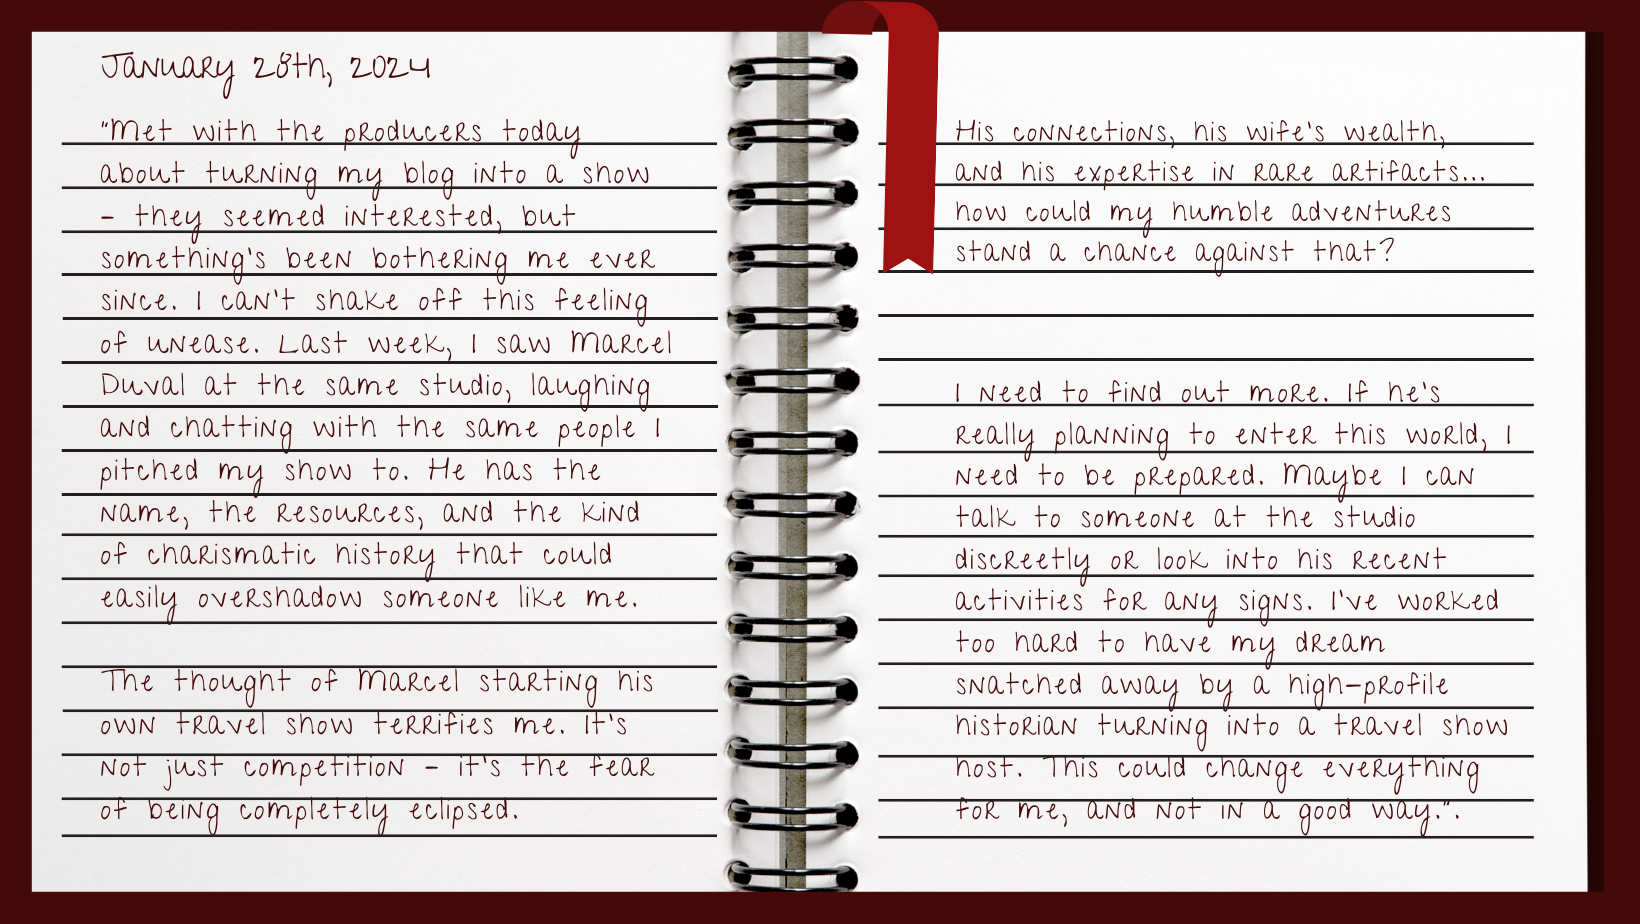 January 28th, 2024
"Met with the producers today
about turning my blog into a show
- they seemed interested, but
something's been bothering me ever
since. I can't shake off this feeling
of unease. Last week, I saw Marcel
Duval at the same studio, laughing
and chatting with the same people I
pitched my show to. He has the
name, the resources, and the kind
of charismatic history that could
easily overshadow someone like me.
The thought of Marcel starting his
own travel show terrifies me. It's
not just competition - it's the fear
of being completely eclipsed.
His connections, his wife's wealth,
and his expertise in rare artifacts...
how could my humble adventures
stand a chance against that?
I need to find out more. If he's
really planning to enter this world, I
need to be prepared. Maybe I can
talk to someone at the studio
discreetly or look into his recent
activities for any signs. I've worked
too hard to have my dream
snatched away by a high-profile
historian turning into a travel show
host. This could change everything
for me, and not in a good way.".